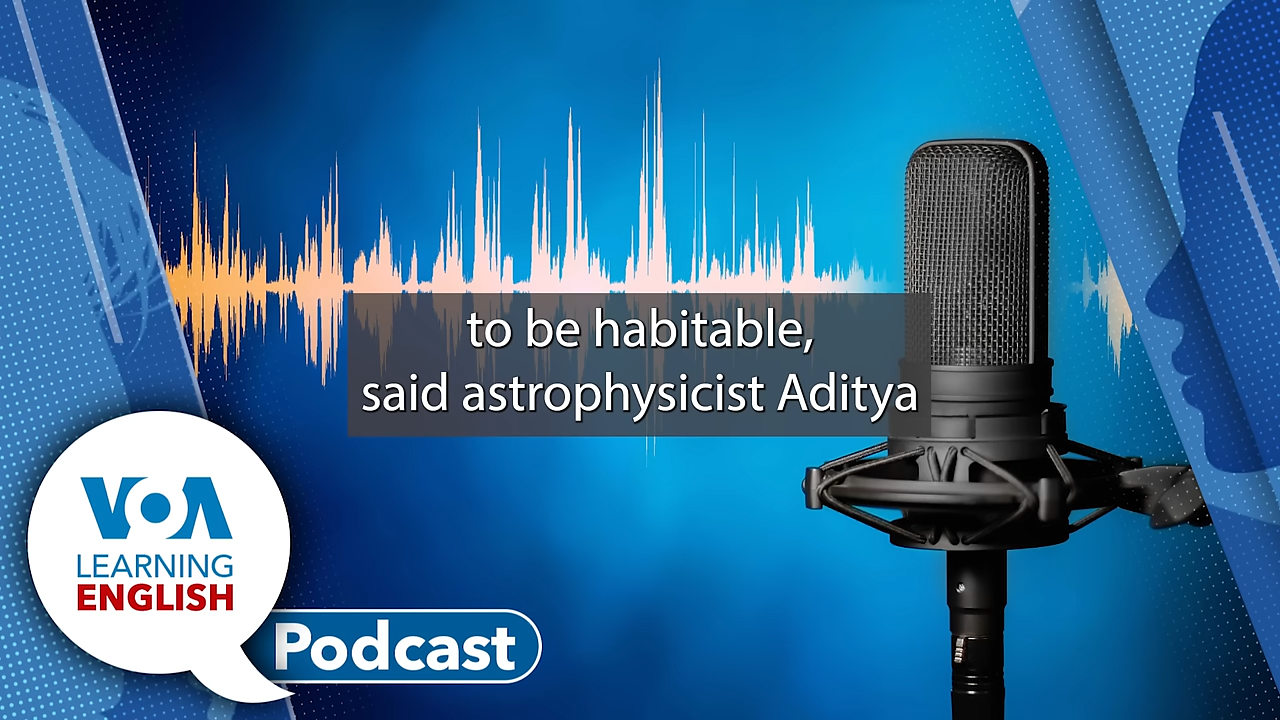 to be habitable,
said astrophysicist Aditya
VOA
LEARNING
ENGLISH
Podcast